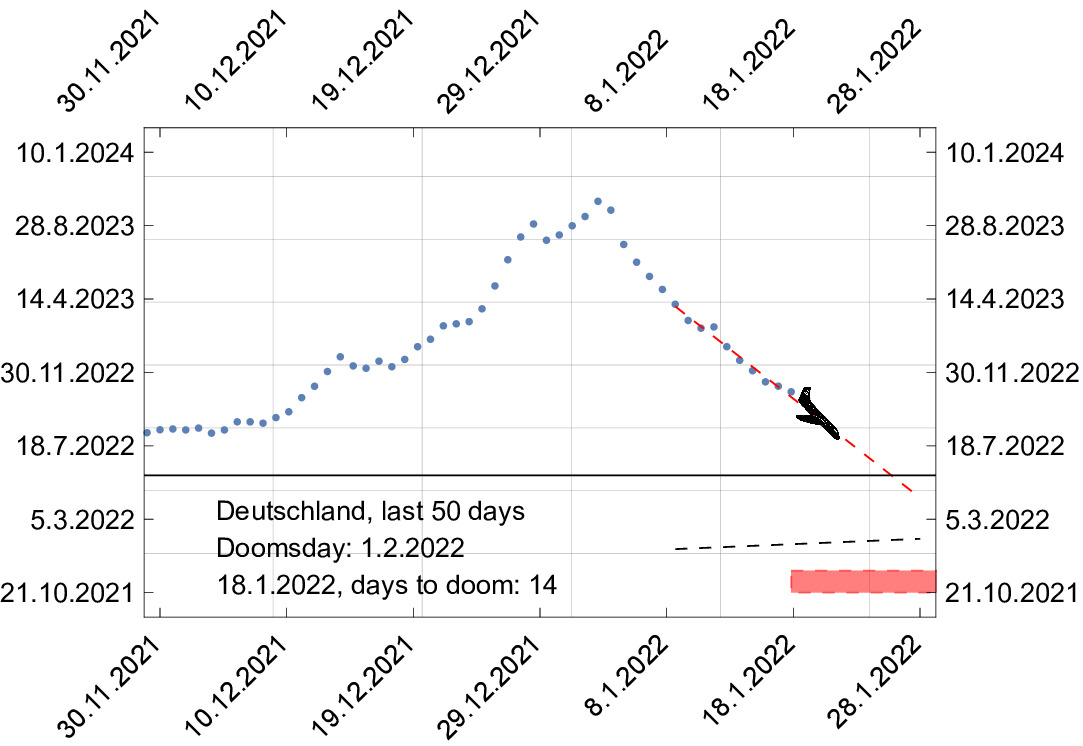 30.11.2021 10.12.2021 19.12.2021 29.12.2021 8.1.2022 18.1.2022 28.1.2022
10.1.2024 10.1.2024
28.8.2023 28.8.2023
14.4.2023 14.4.2023
30.11.2022 30.11.2022
18.7.2022 18.7.2022
Deutschland, last 50 days
5.3.2022 5.3.2022
Doomsday: 1.2.2022
18.1.2022, days to doom: 14
21.10.2021 21.10.2021
30.11.2021 10.12.2021 19.12.2021 29.12.2021 8.1.2022 18.1.2022 28.1.2022